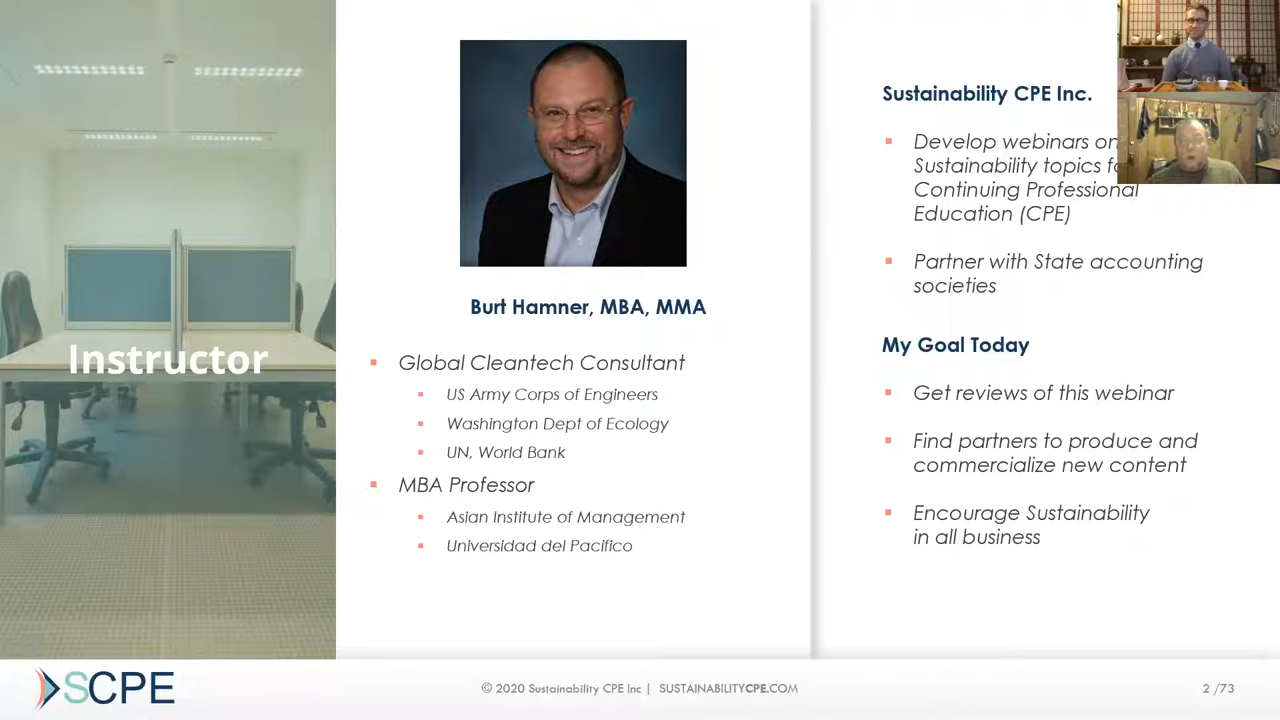 Instructor
Burt Hamner, MBA, MMA
Global Cleantech Consultant
US Army Corps of Engineers
Washington Dept of Ecology
UN, World Bank
MBA Professor
Asian Institute of Management
Universidad del Pacifico
Sustainability CPE Inc.
Develop webinars on
Sustainability topics
Continuing Professional
Education (CPE)
Partner with State accounting
societies
My Goal Today
Get reviews of this webinar
Find partners to produce and
commercialize new content
Encourage Sustainability
in all business
SCPE
© 2020 Sustainability CPE Inc | SUSTAINABILITYCPE.COM
2 /73